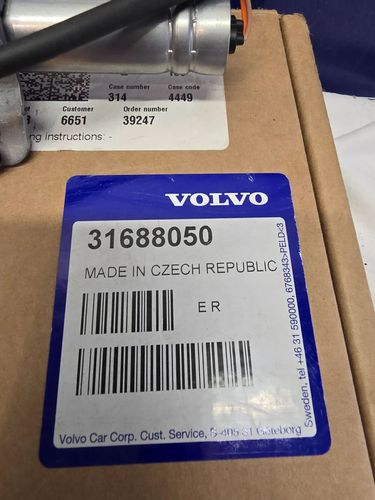 Case number
Case code
314
4449
Customer
Order number
6651
39247
ng instructions: -
VOLVO
31688050
MADE IN CZECH REPUBLIC
E R
Volvo Car Corp. Cust. Service, S-405 31 Göteborg
Sweden, tel +46 31 590000, 6768343>PELD<3